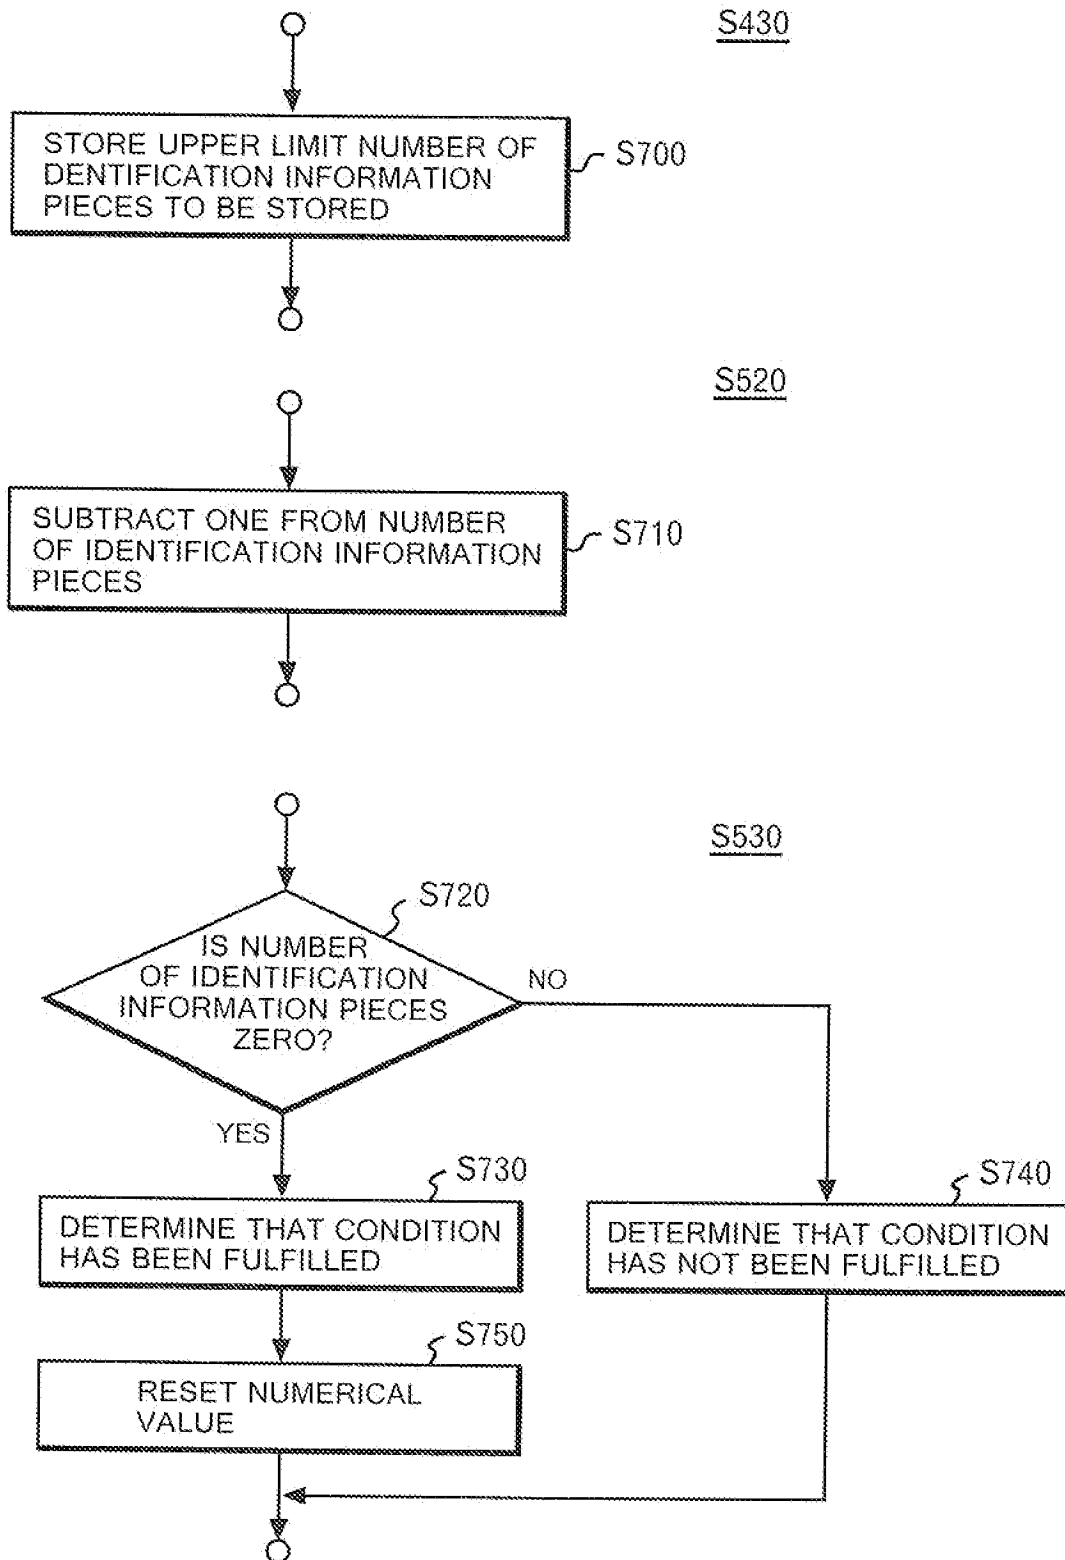 S430
STORE UPPER LIMIT NUMBER OF
DENTIFICATION INFORMATION
PIECES TO BE STORED
S700
S520
SUBTRACT ONE FROM NUMBER
OF IDENTIFICATION INFORMATION
PIECES
S710
S530
S720
IS NUMBER
OF IDENTIFICATION
INFORMATION PIECES
ZERO?
NO
YES
S730
DETERMINE THAT CONDITION
HAS BEEN FULFILLED
S740
DETERMINE THAT CONDITION
HAS NOT BEEN FULFILLED
S750
RESET NUMERICAL
VALUE